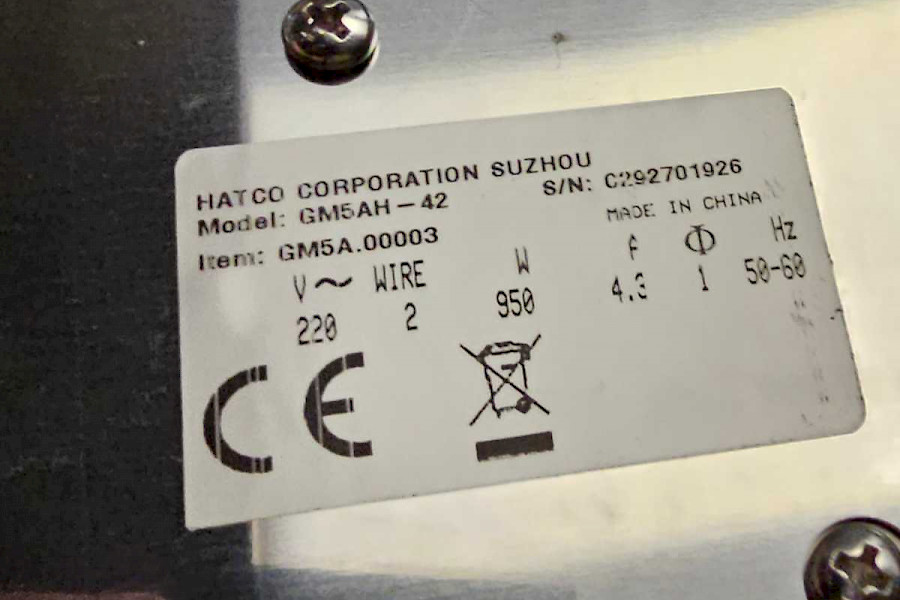 HATCO CORPORATION SUZHOU
Model: GM5AH-42 S/N: C292701926
Item: GM5A.00003 MADE IN CHINA
V~ WIRE W A Φ Hz
220 2 950 4.3 1 50-60
CE